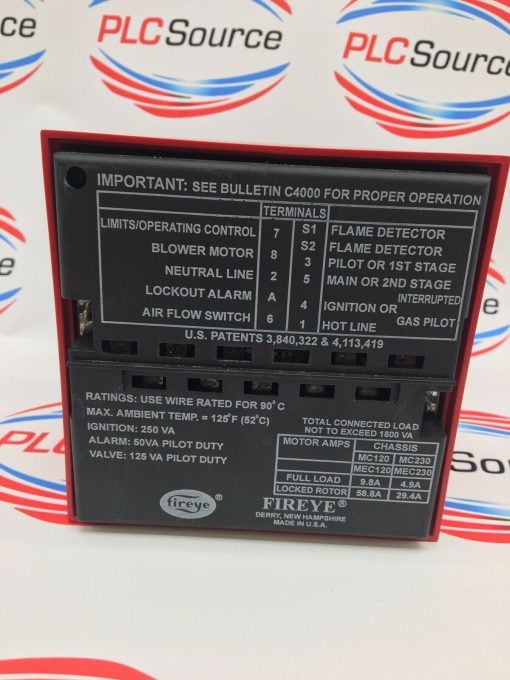 PLCSource
PLCSource
PLCSource
IMPORTANT: SEE BULLETIN C4000 FOR PROPER OPERATION
TERMINALS
LIMITS/OPERATING CONTROL 7 S1 FLAME DETECTOR
BLOWER MOTOR 8 S2 FLAME DETECTOR
NEUTRAL LINE 2 3 PILOT OR 1ST STAGE
LOCKOUT ALARM A 5 MAIN OR 2ND STAGE
AIR FLOW SWITCH 6 4 IGNITION OR INTERRUPTED GAS PILOT
1 HOT LINE
U.S. PATENTS 3,840,322 & 4,113,419
RATINGS: USE WIRE RATED FOR 90°C
MAX. AMBIENT TEMP. = 125°F (52°C)
IGNITION: 250 VA
ALARM: 50VA PILOT DUTY
VALVE: 125 VA PILOT DUTY
TOTAL CONNECTED LOAD
NOT TO EXCEED 1800 VA
MOTOR AMPS CHASSIS
MC120 MC230
MEC120 MEC230
FULL LOAD 9.8A 4.9A
LOCKED ROTOR 58.8A 29.4A
fireye ®
FIREYE ®
DERRY, NEW HAMPSHIRE
MADE IN U.S.A.